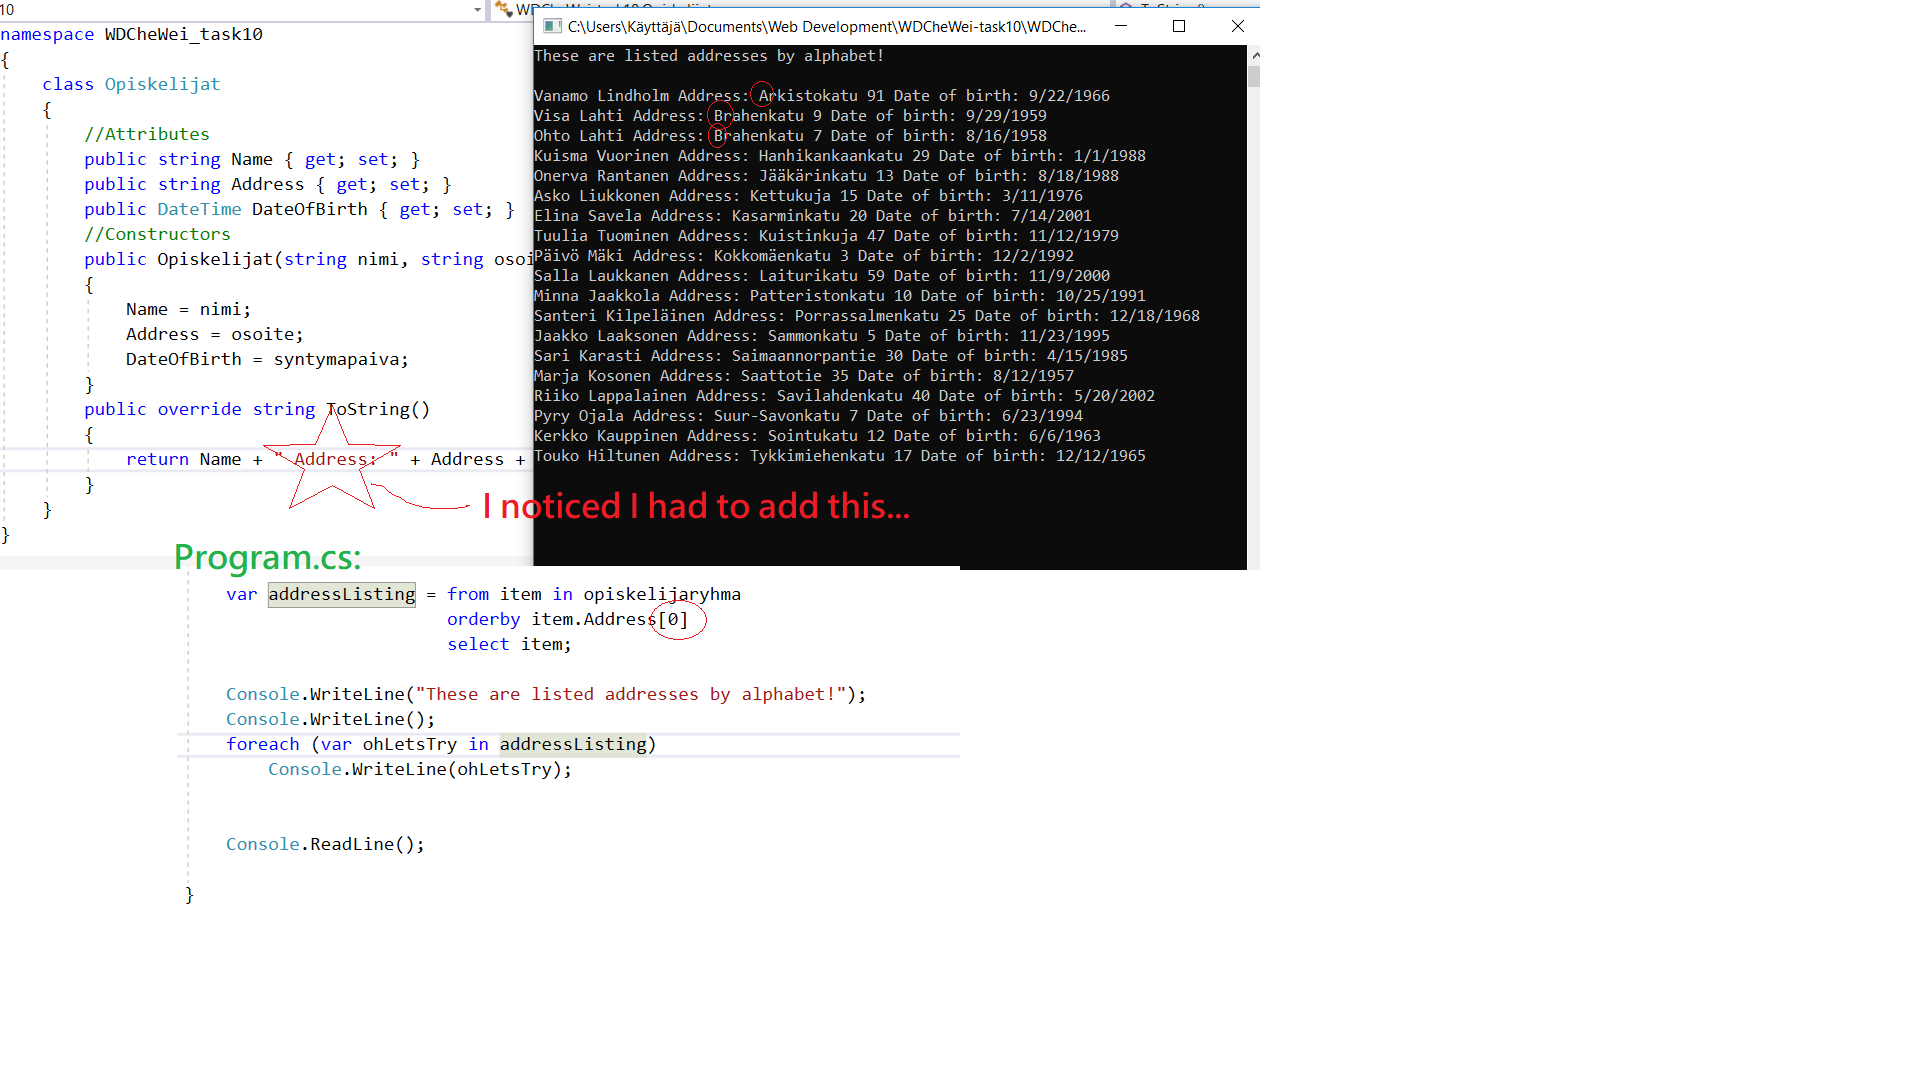 10
namespace WDCheWei_task10
{
class Opiskelijat
{
//Attributes
public string Name { get; set; }
public string Address { get; set; }
public DateTime DateOfBirth { get; set; }
//Constructors
public Opiskelijat(string nimi, string osoi
{
Name = nimi;
Address = osoite;
DateOfBirth = syntymapaiva;
}
public override string ToString()
{
return Name + " Address: " + Address +
}
}
}
C:\Users\Käyttäjä\Documents\Web Development\WDCheWei-task10\WDChe...
These are listed addresses by alphabet!
Vanamo Lindholm Address: Arkistokatu 91 Date of birth: 9/22/1966
Visa Lahti Address: Brahenkatu 9 Date of birth: 9/29/1959
Ohto Lahti Address: Brahenkatu 7 Date of birth: 8/16/1958
Kuisma Vuorinen Address: Hanhikankaankatu 29 Date of birth: 1/1/1988
Onerva Rantanen Address: Jääkärinkatu 13 Date of birth: 8/18/1988
Asko Liukkonen Address: Kettukuja 15 Date of birth: 3/11/1976
Elina Savela Address: Kasarminkatu 20 Date of birth: 7/14/2001
Tuulia Tuominen Address: Kuistinkuja 47 Date of birth: 11/12/1979
Päivö Mäki Address: Kokkomäenkatu 3 Date of birth: 12/2/1992
Salla Laukkanen Address: Laiturikatu 59 Date of birth: 11/9/2000
Minna Jaakkola Address: Patteristonkatu 10 Date of birth: 10/25/1991
Santeri Kilpeläinen Address: Porrassalmenkatu 25 Date of birth: 12/18/1968
Jaakko Laaksonen Address: Sammonkatu 5 Date of birth: 11/23/1995
Sari Karasti Address: Saimaannorpantie 30 Date of birth: 4/15/1985
Marja Kosonen Address: Saattotie 35 Date of birth: 8/12/1957
Riiko Lappalainen Address: Savilahdenkatu 40 Date of birth: 5/20/2002
Pyry Ojala Address: Suur-Savonkatu 7 Date of birth: 6/23/1994
Kerkko Kauppinen Address: Sointukatu 12 Date of birth: 6/6/1963
Touko Hiltunen Address: Tykkimiehenkatu 17 Date of birth: 12/12/1965
I noticed I had to add this...
Program.cs:
var addressListing = from item in opiskelijaryhma
orderby item.Address[0]
select item;
Console.WriteLine("These are listed addresses by alphabet!");
Console.WriteLine();
foreach (var ohLetsTry in addressListing)
Console.WriteLine(ohLetsTry);
Console.ReadLine();
}